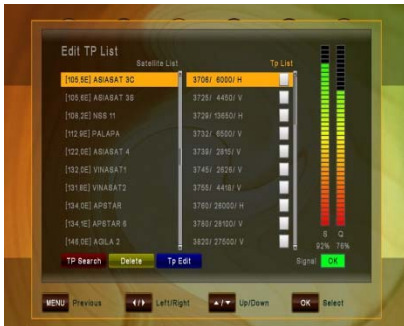 Edit TP List
Satellite List Tp List
[105,5E] ASIASAT 3C 3706/ 6000/ H
[105,5E] ASIASAT 3S 3725/ 4450/ V
[108,2E] NSS 11 3729/ 13650/ H
[112.9E] PALAPA 3732/ 6500/ V
[122,0E] ASIASAT 4 3739/ 2815/ V
[132,0E] VINASAT1 3745/ 2626/ V
[131,8E] VINASAT2 3755/ 4418/ V
[134,0E] APSTAR 3760/ 26000/ H
[134,1E] APSTAR 6 3780/ 28100/ V
[146,0E] AGILA 2 3820/ 27500/ V
S Q
92% 76%
TP Search Delete Tp Edit Signal OK
MENU Previous Left/Right Up/Down OK Select